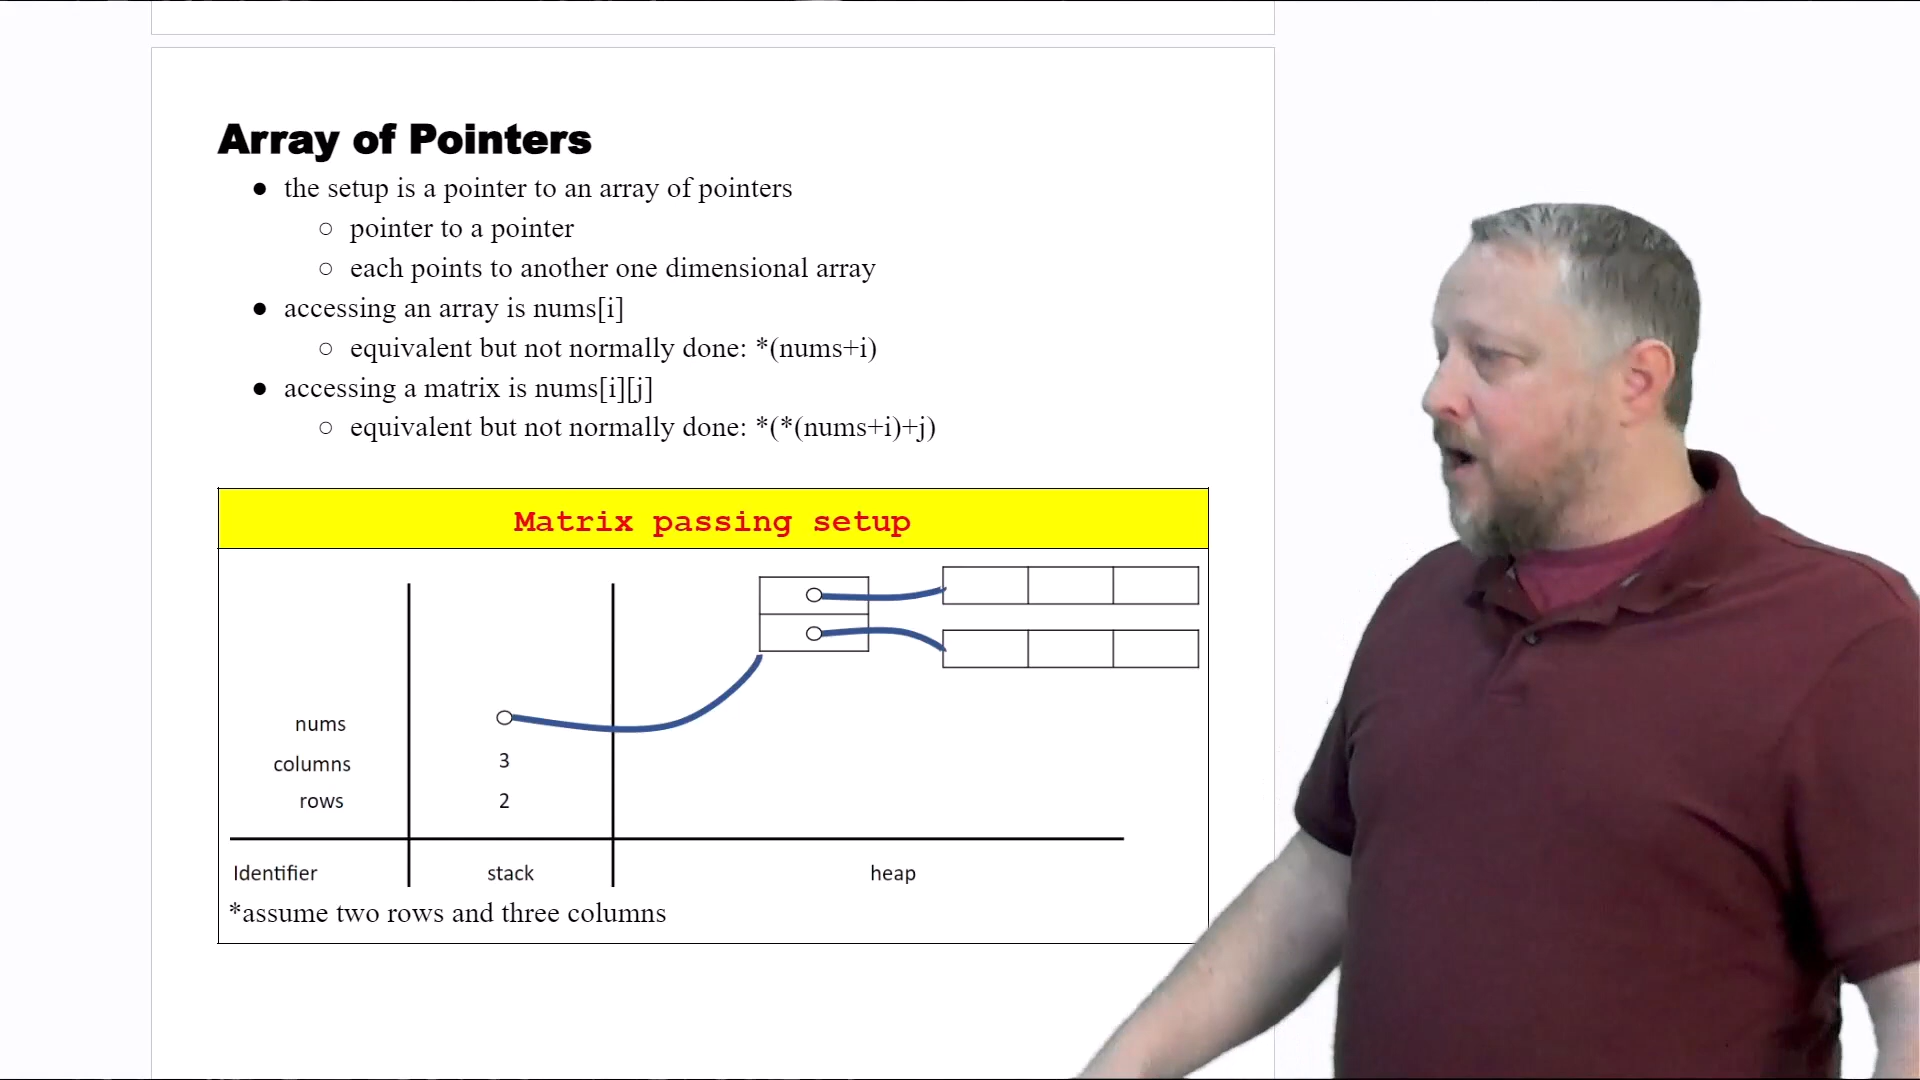 Array of Pointers
● the setup is a pointer to an array of pointers
○ pointer to a pointer
○ each points to another one dimensional array
● accessing an array is nums[i]
○ equivalent but not normally done: *(nums+i)
● accessing a matrix is nums[i][j]
○ equivalent but not normally done: *(*(nums+i)+j)
Matrix passing setup
nums
columns 3
rows 2
Identifier stack heap
*assume two rows and three columns